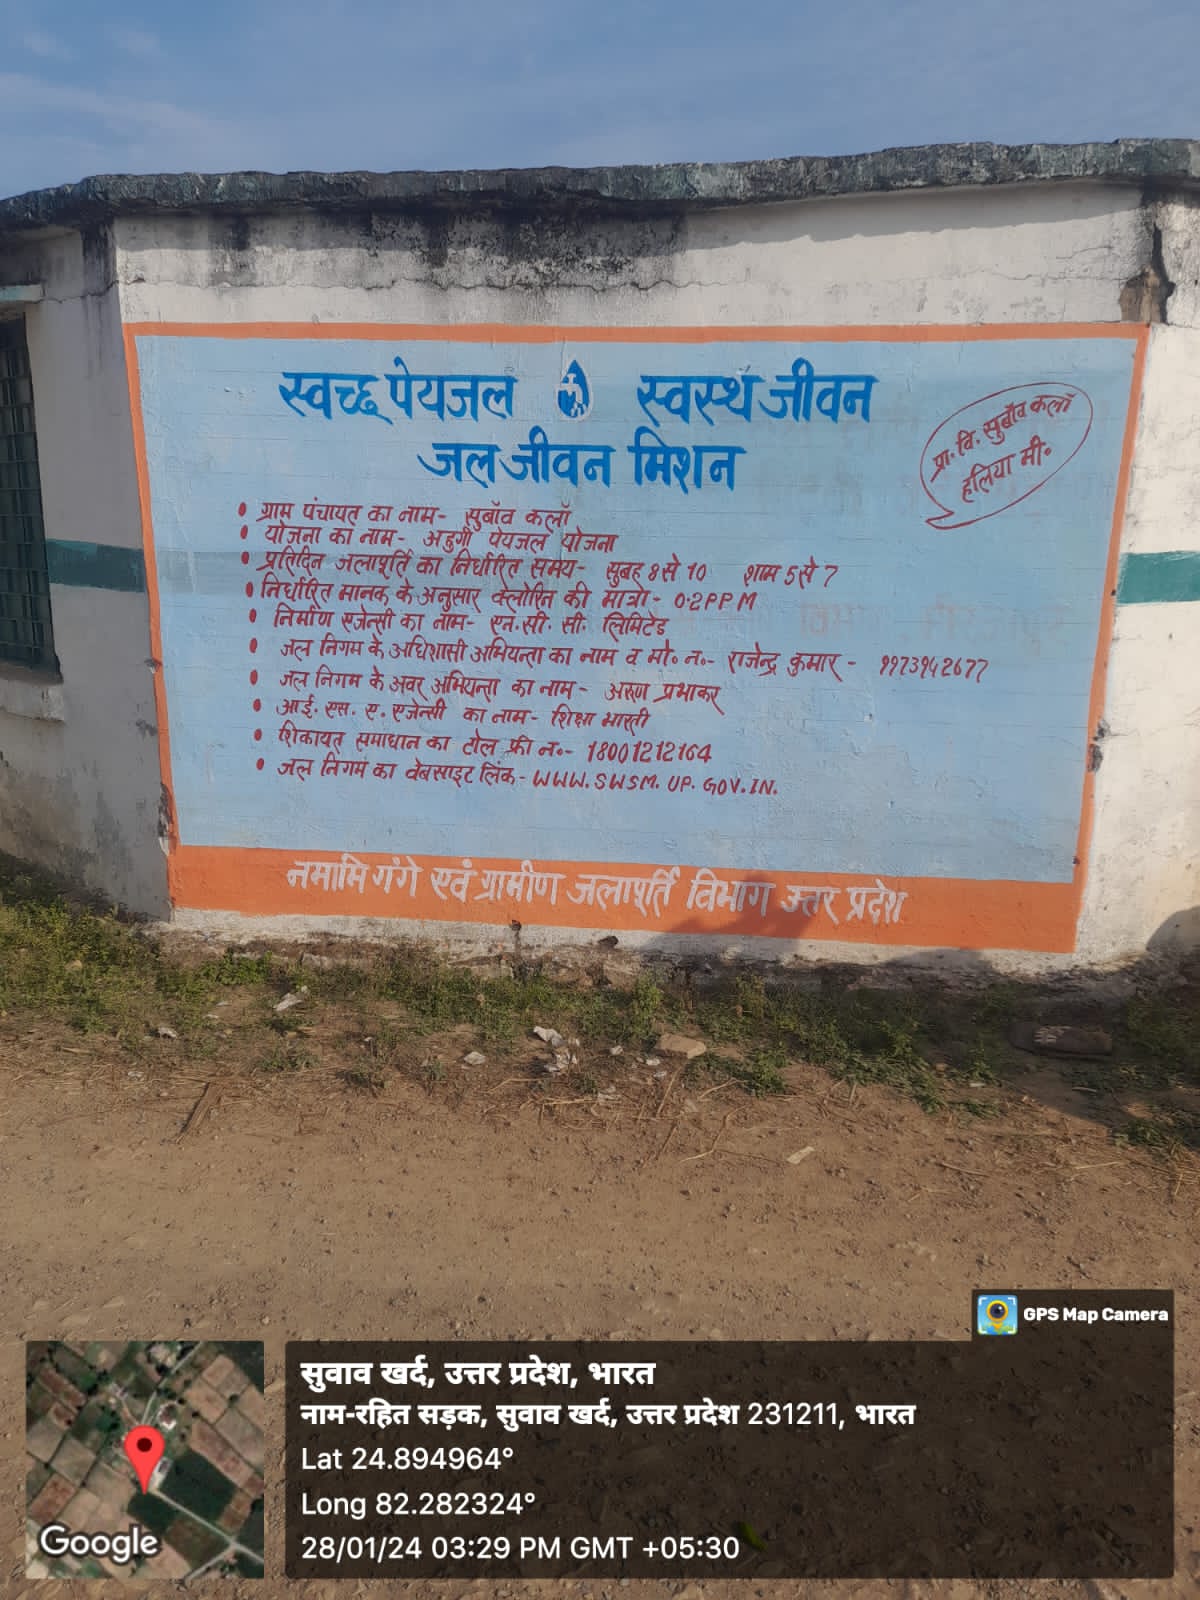 स्वच्छ पेयजल स्वस्थ जीवन
जल जीवन मिशन
प्रा. वि. सुबॉव कलॉ
हलिया मी०
• ग्राम पंचायत का नाम- सुबॉव कलॉ
• योजना का नाम- अहुगी पेयजल योजना
• प्रतिदिन जलापूर्ति का निर्धारित समय- सुबह 8 से 10 शाम 5 से 7
• निर्धारित मानक के अनुसार क्लोरिन की मात्रा- 0.2PPM
• निर्माण एजेन्सी का नाम- एन. सी. सी. लिमिटेड
• जल निगम के अधिशासी अभियन्ता का नाम व मो० न०- राजेन्द्र कुमार- 9973942677
• जल निगम के अवर अभियन्ता का नाम- अरुण प्रभाकर
• आई. एस. ए. एजेन्सी का नाम- शिक्षा भारती
• शिकायत समाधान का टोल फ्री न०- 18001212164
• जल निगम का वेबसाइट लिंक- WWW.SWSM.UP.GOV.IN.
नमामि गंगे एवं ग्रामीण जलापूर्ति विभाग उत्तर प्रदेश
GPS Map Camera
सुवाव खर्द, उत्तर प्रदेश, भारत
नाम-रहित सड़क, सुवाव खर्द, उत्तर प्रदेश 231211, भारत
Lat 24.894964°
Long 82.282324°
28/01/24 03:29 PM GMT +05:30
Google